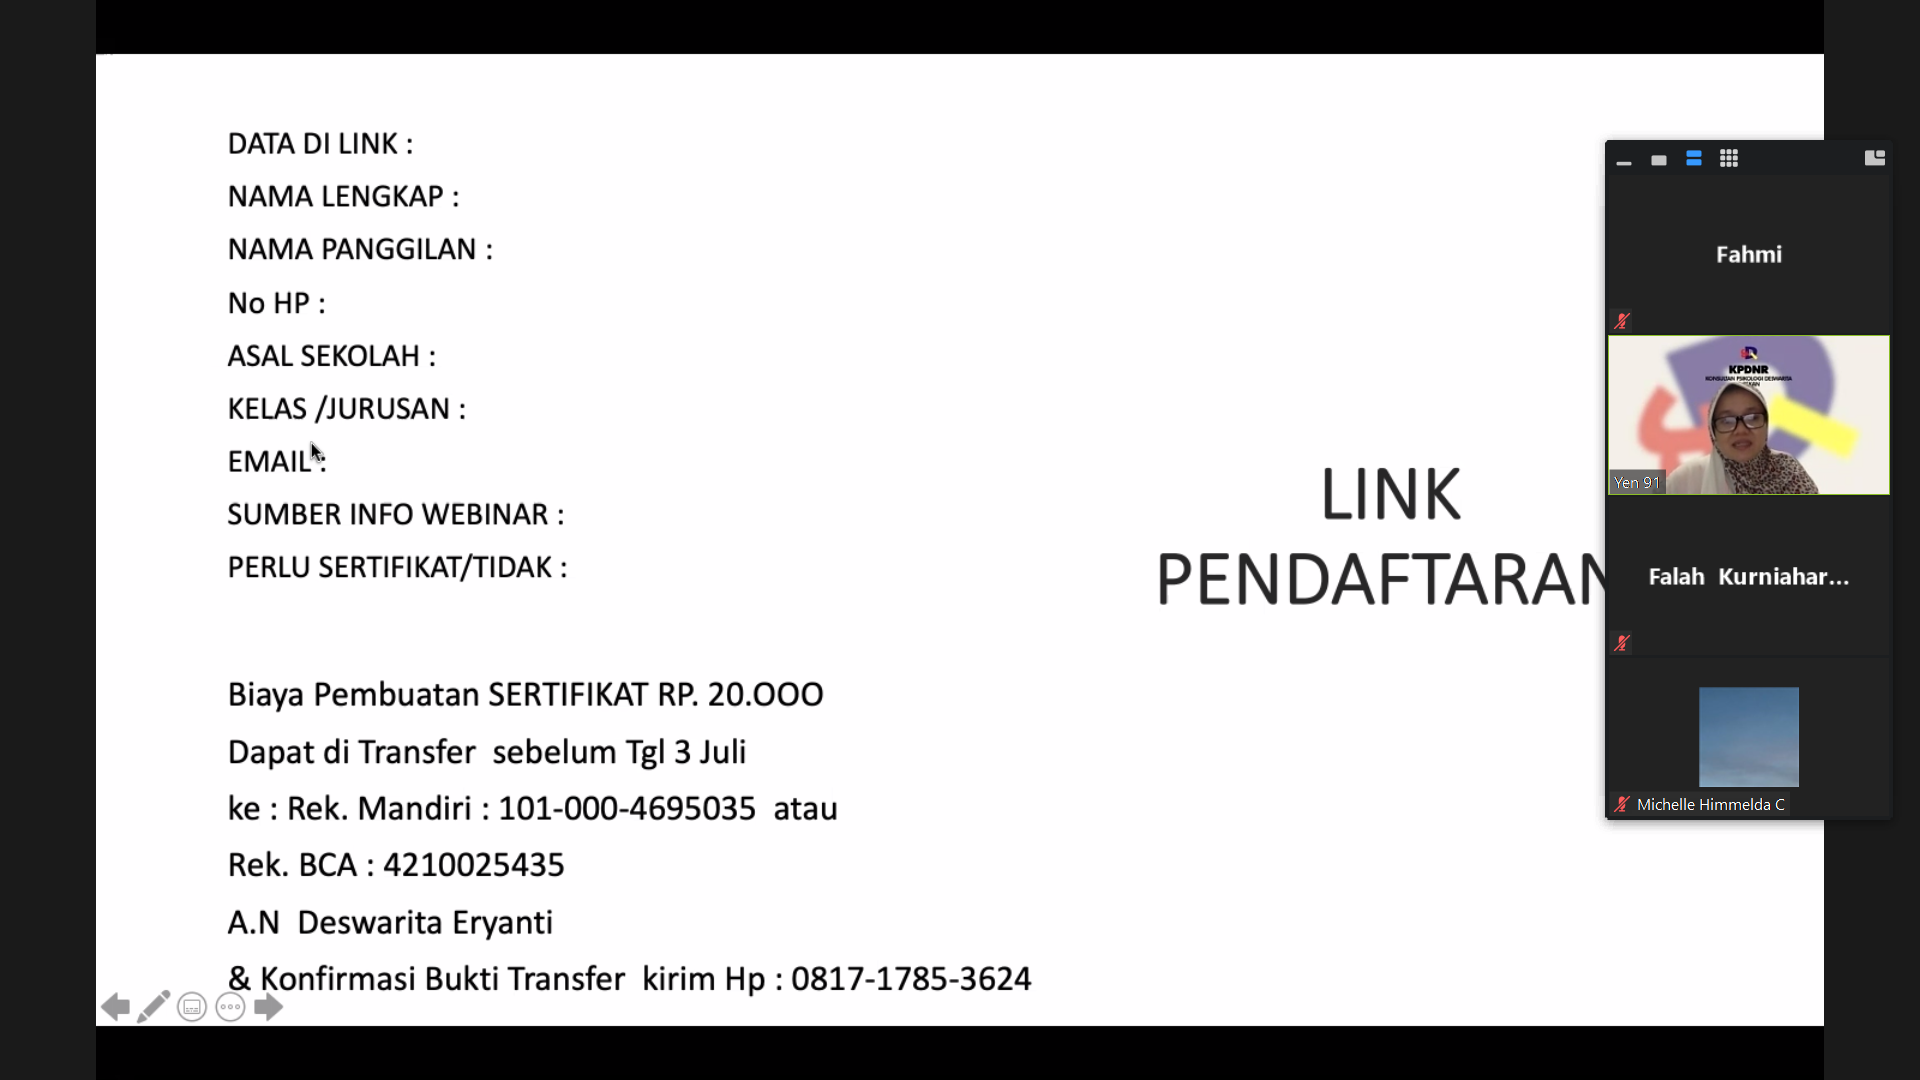 DATA DI LINK :
NAMA LENGKAP :
NAMA PANGGILAN :
No HP :
ASAL SEKOLAH :
KELAS /JURUSAN :
EMAIL :
SUMBER INFO WEBINAR :
PERLU SERTIFIKAT/TIDAK :
Biaya Pembuatan SERTIFIKAT RP. 20.OOO
Dapat di Transfer sebelum Tgl 3 Juli
ke : Rek. Mandiri : 101-000-4695035 atau
Rek. BCA : 4210025435
A.N Deswarita Eryanti
& Konfirmasi Bukti Transfer kirim Hp : 0817-1785-3624
LINK
PENDAFTARAN
Fahmi
KPDNR
KONSULTAN PSIKOLOGI DESWARITA
Yen 91
Falah Kurniahar...
Michelle Himmelda C